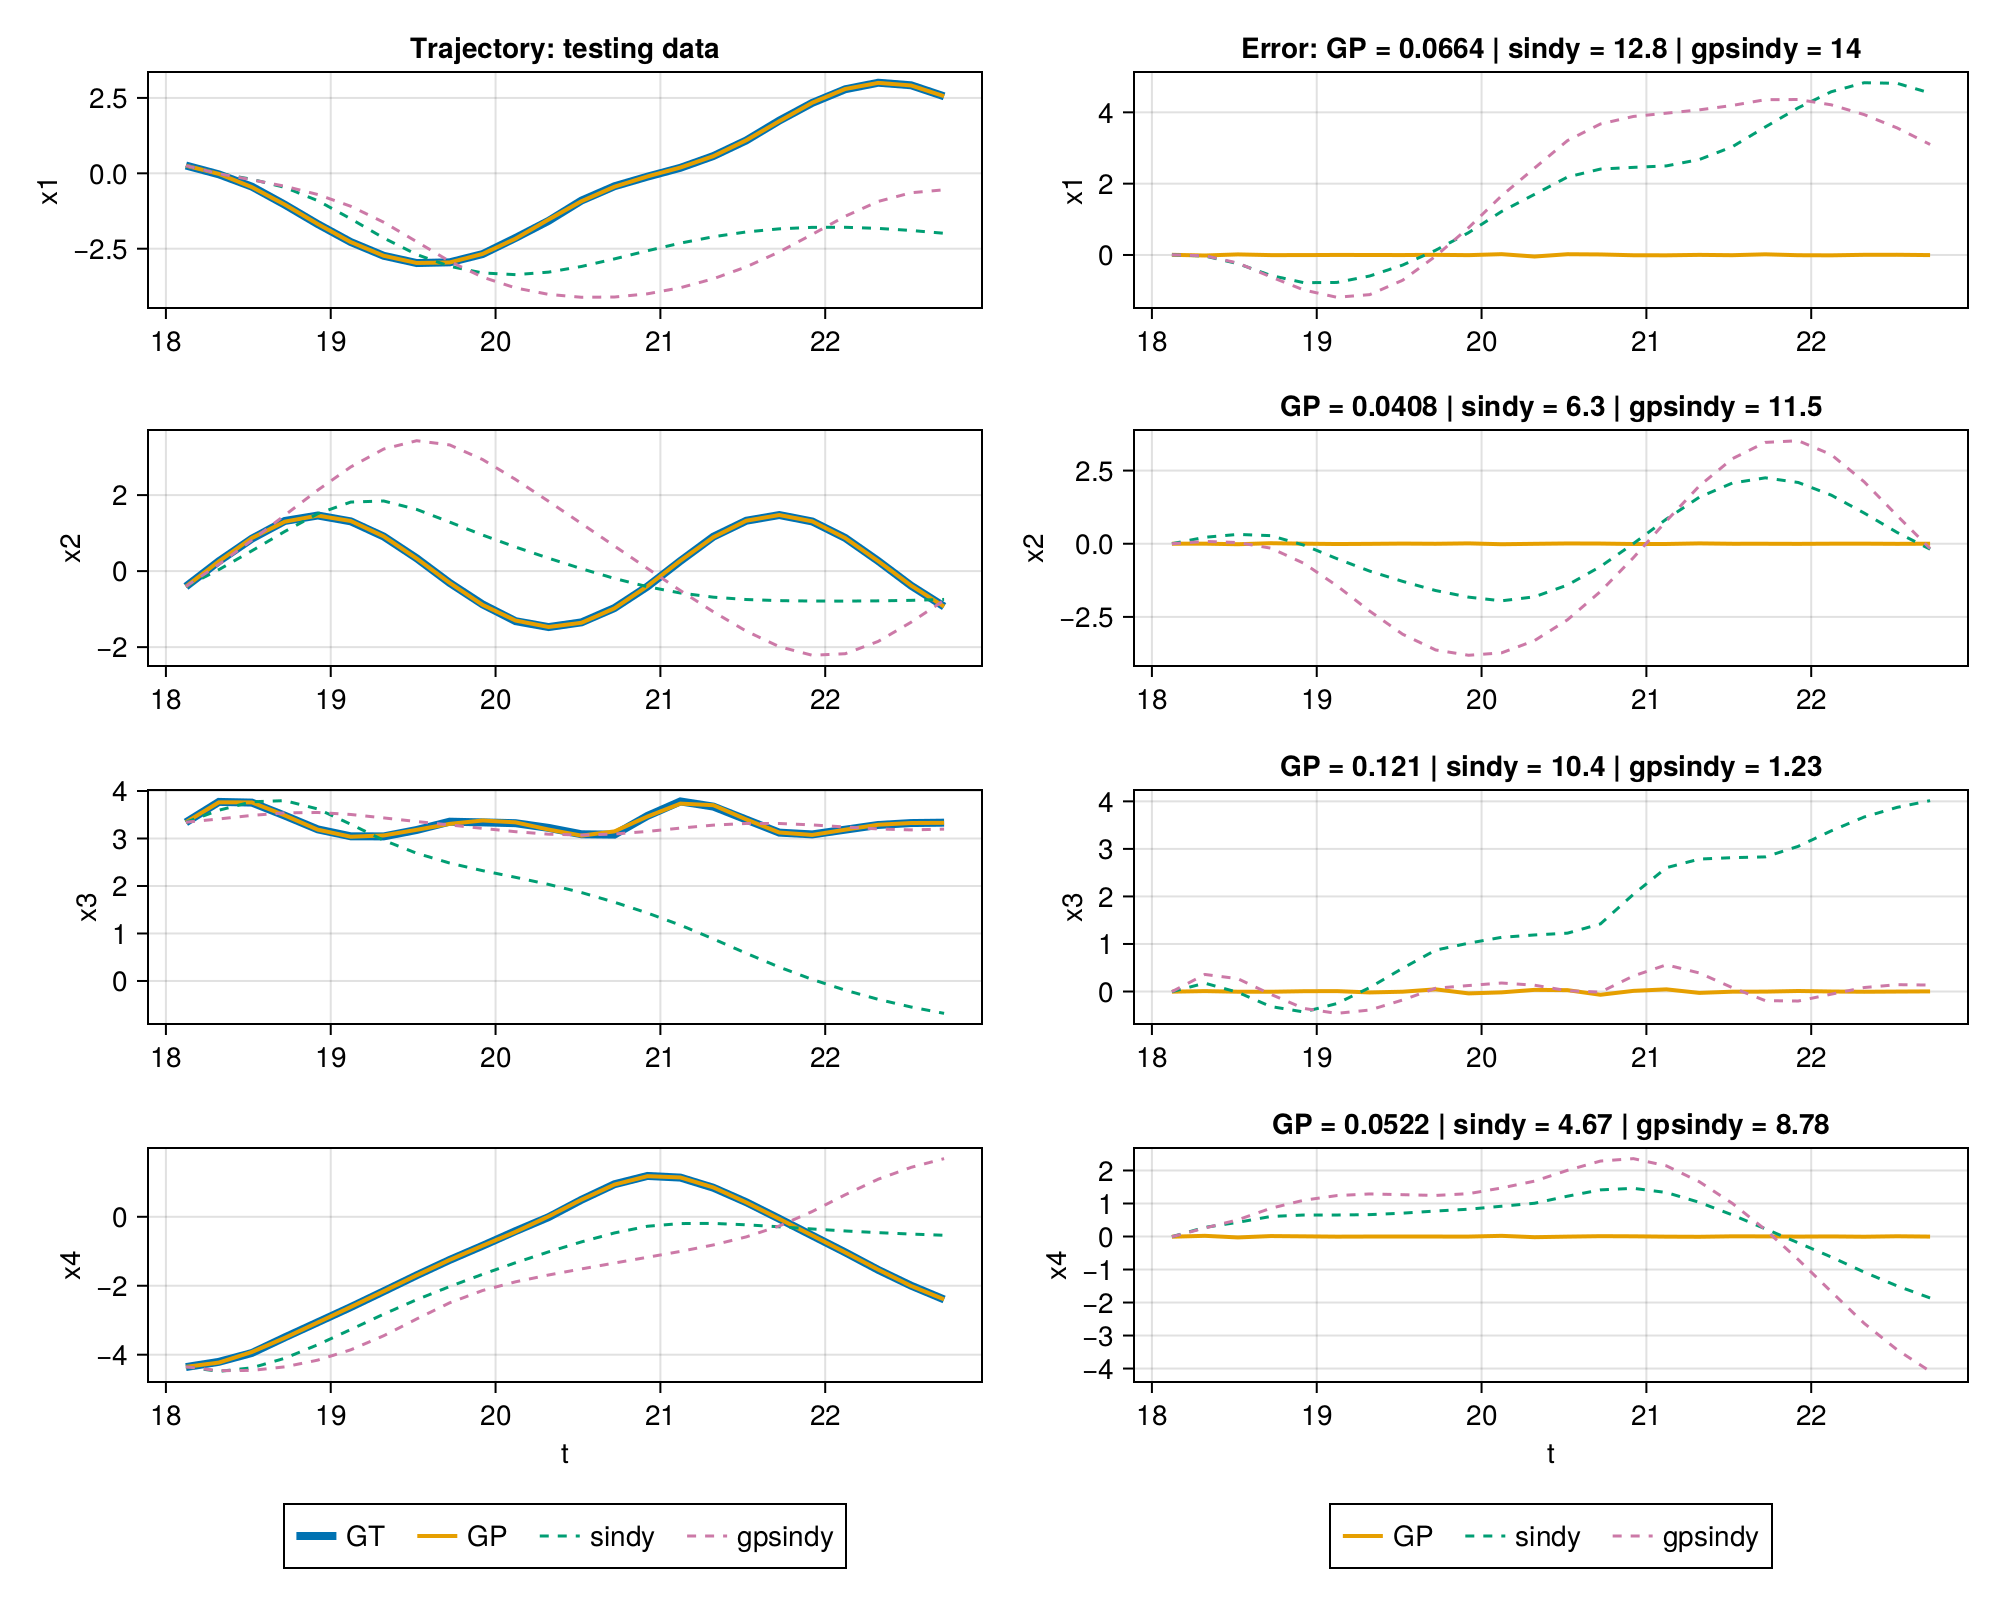 Trajectory: testing data
x1
2.5
0.0
−2.5
18 19 20 21 22
Error: GP = 0.0664 | sindy = 12.8 | gpsindy = 14
x1
4
2
0
18 19 20 21 22
x2
2
0
−2
18 19 20 21 22
GP = 0.0408 | sindy = 6.3 | gpsindy = 11.5
x2
2.5
0.0
−2.5
18 19 20 21 22
x3
4
3
2
1
0
18 19 20 21 22
GP = 0.121 | sindy = 10.4 | gpsindy = 1.23
x3
4
3
2
1
0
18 19 20 21 22
x4
0
−2
−4
18 19 20 21 22
t
GP = 0.0522 | sindy = 4.67 | gpsindy = 8.78
x4
2
1
0
−1
−2
−3
−4
18 19 20 21 22
t
GT GP sindy gpsindy
GP sindy gpsindy